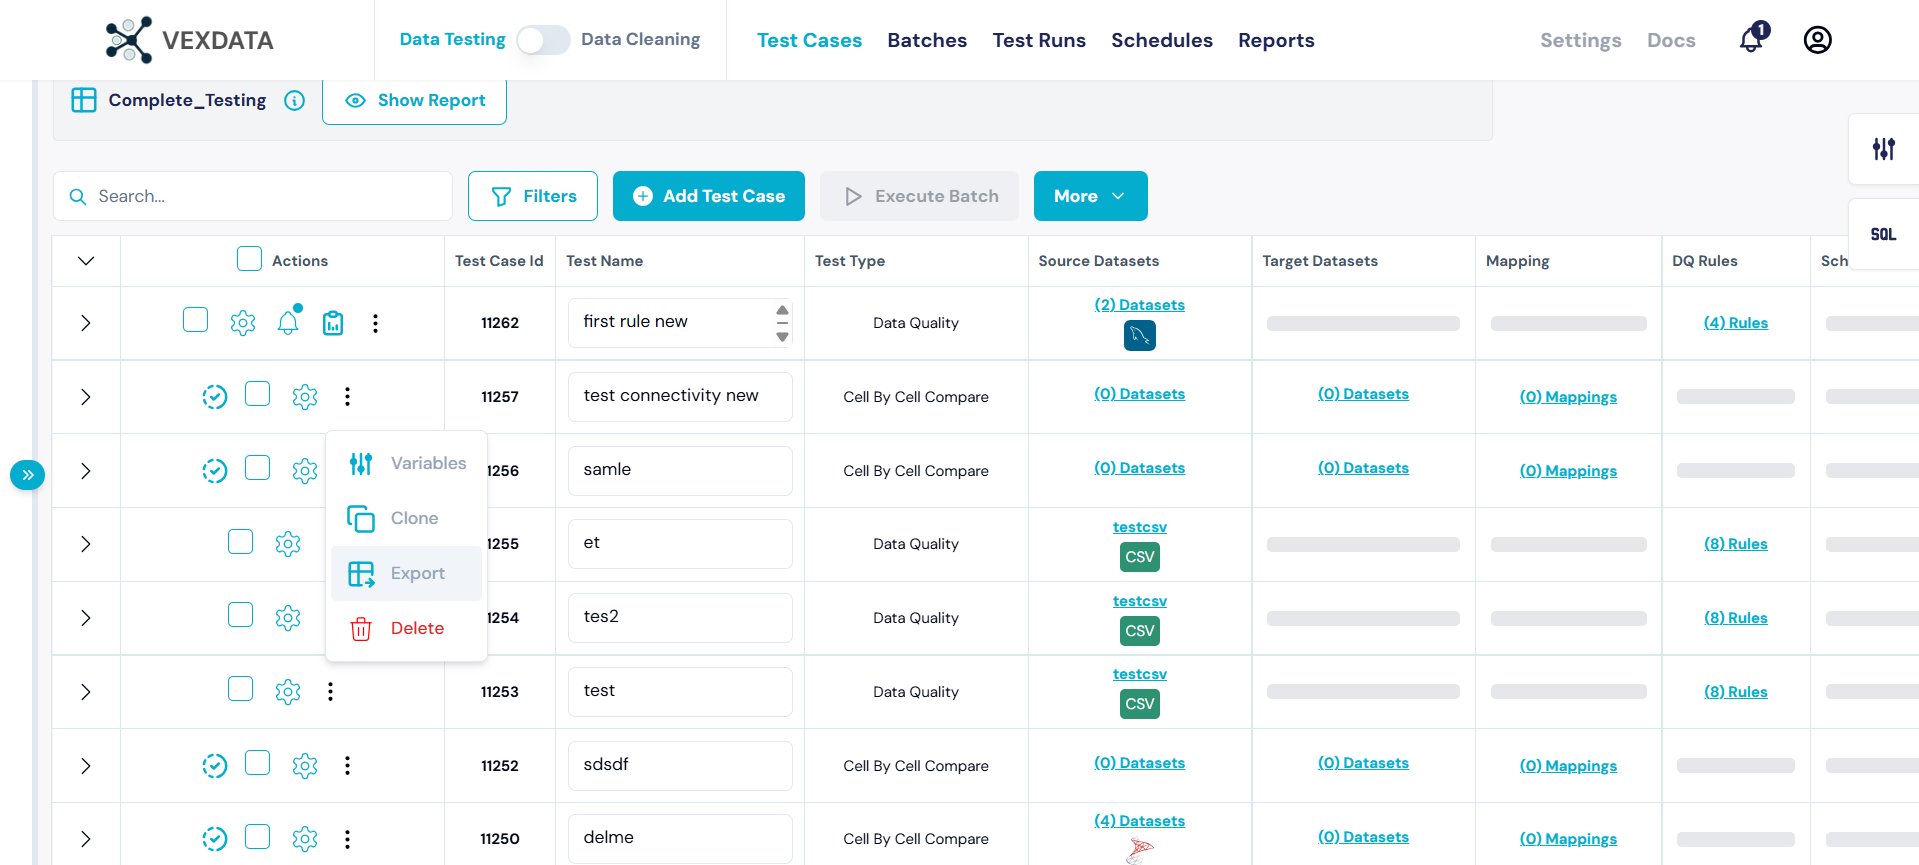 VEXDATA
Data Testing
Data Cleaning
Test Cases
Batches
Test Runs
Schedules
Reports
Settings
Docs
1
Complete_Testing
Show Report
SQL
Search...
Filters
Add Test Case
Execute Batch
More
Actions
Test Case Id
Test Name
Test Type
Source Datasets
Target Datasets
Mapping
DQ Rules
Sch
11262
first rule new
Data Quality
(2) Datasets
(4) Rules
11257
test connectivity new
Cell By Cell Compare
(0) Datasets
(0) Datasets
(0) Mappings
Variables
Clone
Export
Delete
1256
samle
Cell By Cell Compare
(0) Datasets
(0) Datasets
(0) Mappings
1255
et
Data Quality
testcsv
CSV
(8) Rules
1254
tes2
Data Quality
testcsv
CSV
(8) Rules
11253
test
Data Quality
testcsv
CSV
(8) Rules
11252
sdsdf
Cell By Cell Compare
(0) Datasets
(0) Datasets
(0) Mappings
11250
delme
Cell By Cell Compare
(4) Datasets
(0) Datasets
(0) Mappings